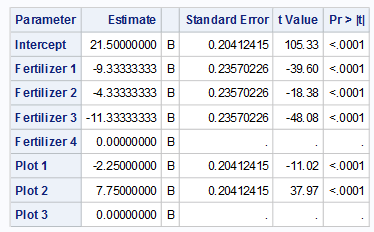 Parameter Estimate Standard Error t Value Pr > |t|
Intercept 21.50000000 B 0.20412415 105.33 <.0001
Fertilizer 1 -9.33333333 B 0.23570226 -39.60 <.0001
Fertilizer 2 -4.33333333 B 0.23570226 -18.38 <.0001
Fertilizer 3 -11.33333333 B 0.23570226 -48.08 <.0001
Fertilizer 4 0.00000000 B . . .
Plot 1 -2.25000000 B 0.20412415 -11.02 <.0001
Plot 2 7.75000000 B 0.20412415 37.97 <.0001
Plot 3 0.00000000 B . . .